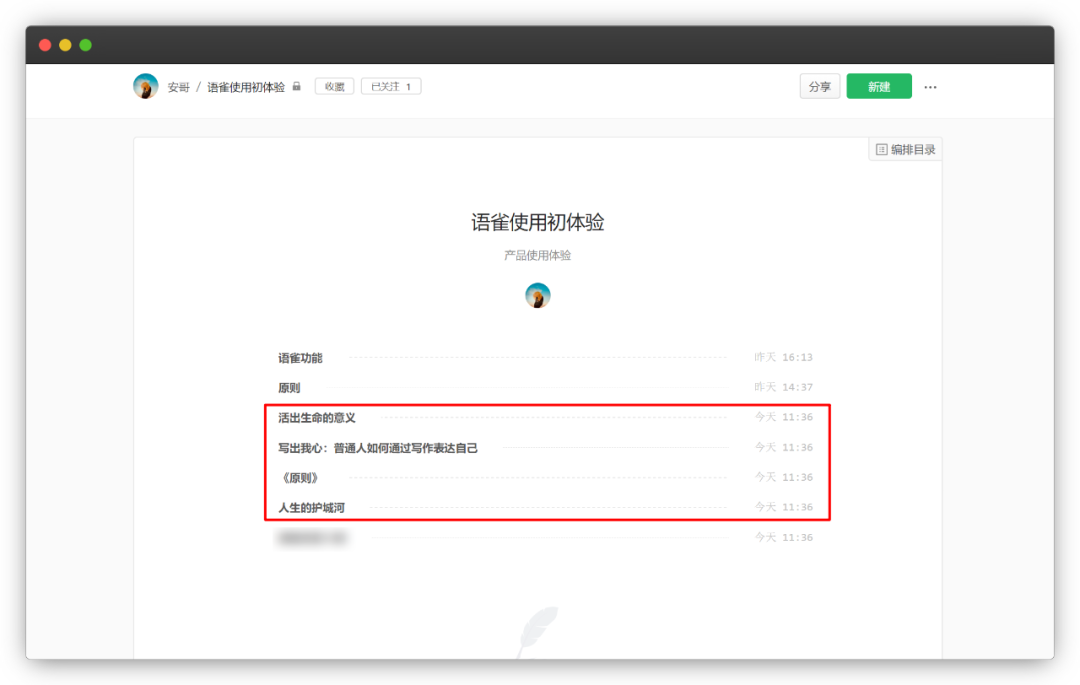 安哥 / 语雀使用初体验 收藏 已关注 1 分享 新建 ···
编排目录
语雀使用初体验
产品使用体验
语雀功能 昨天 16:13
原则 昨天 14:37
活出生命的意义 今天 11:36
写出我心：普通人如何通过写作表达自己 今天 11:36
《原则》 今天 11:36
人生的护城河 今天 11:36
今天 11:36